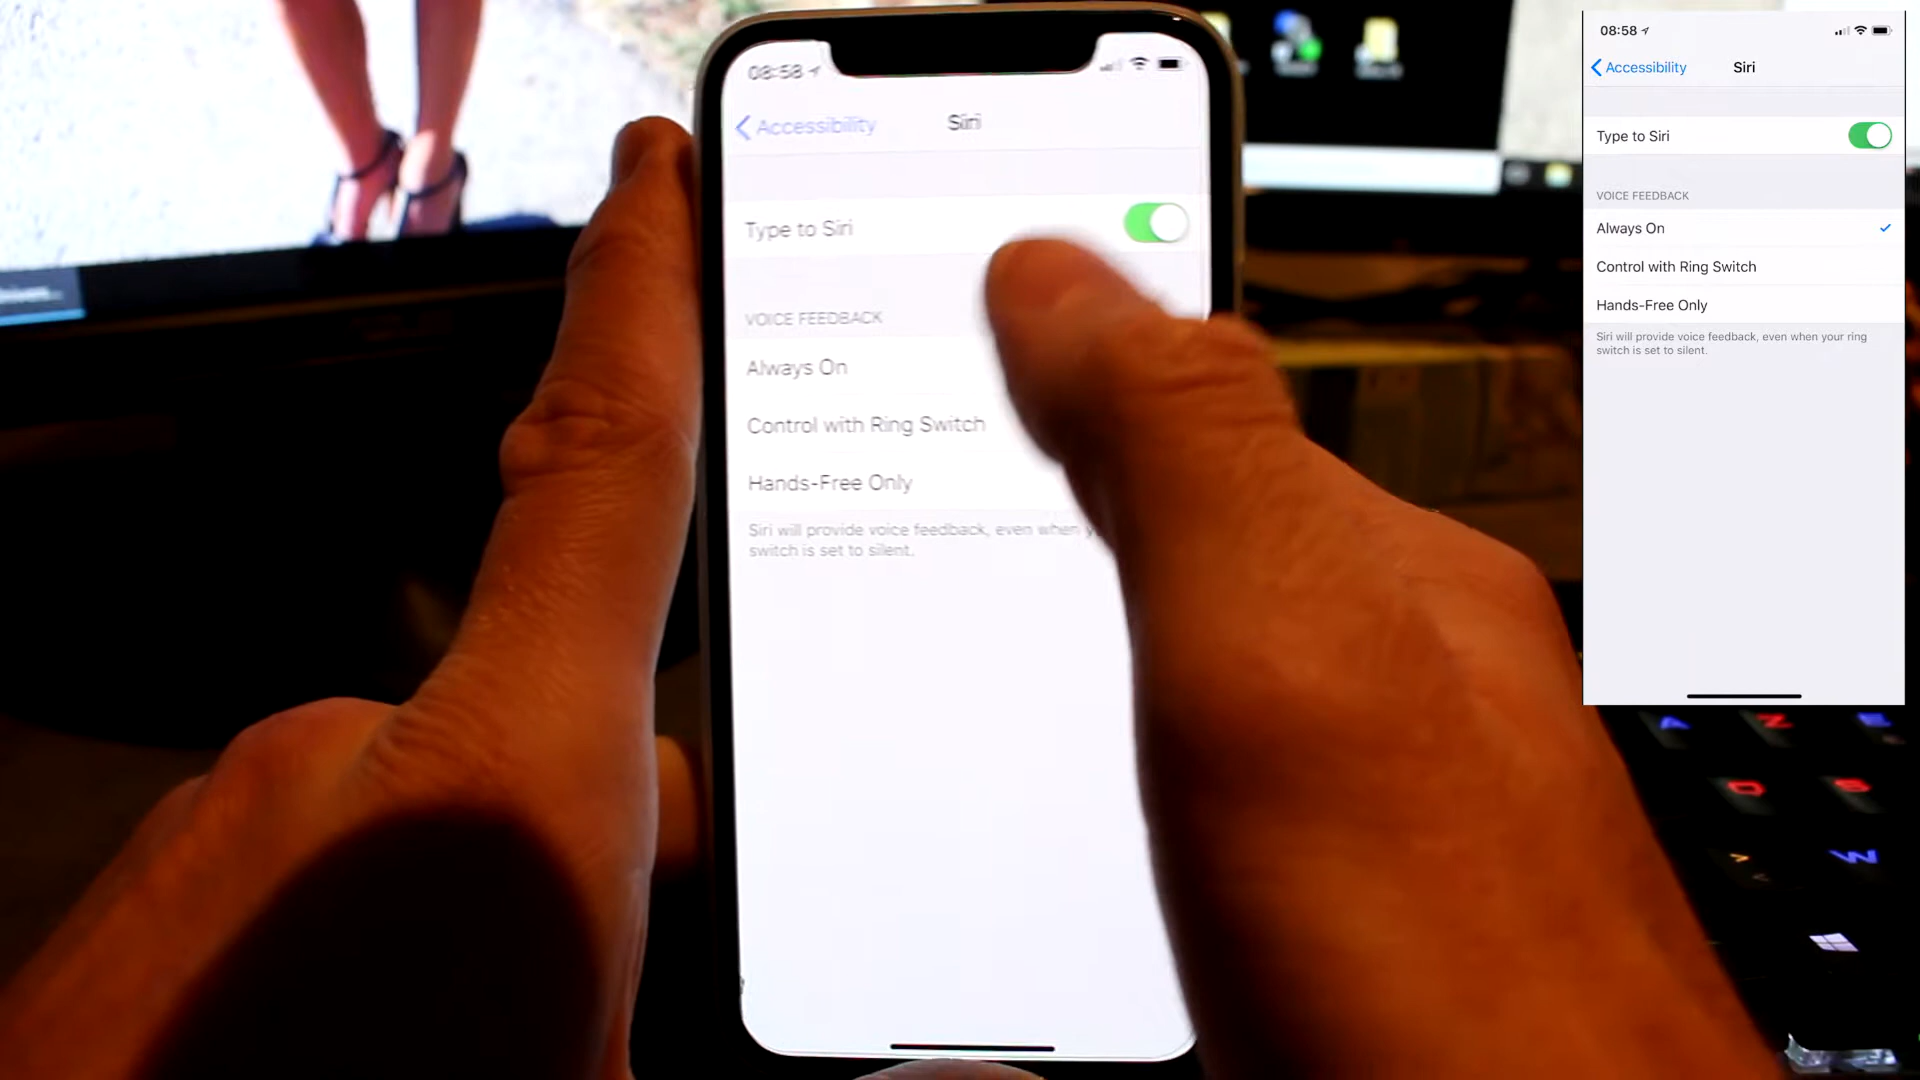 08:58
Accessibility
Siri
Type to Siri
VOICE FEEDBACK
Always On
Control with Ring Switch
Hands-Free Only
Siri will provide voice feedback, even when
switch is set to silent.
08:58
Accessibility
Siri
Type to Siri
VOICE FEEDBACK
Always On
Control with Ring Switch
Hands-Free Only
Siri will provide voice feedback, even when your ring
switch is set to silent.
A
W